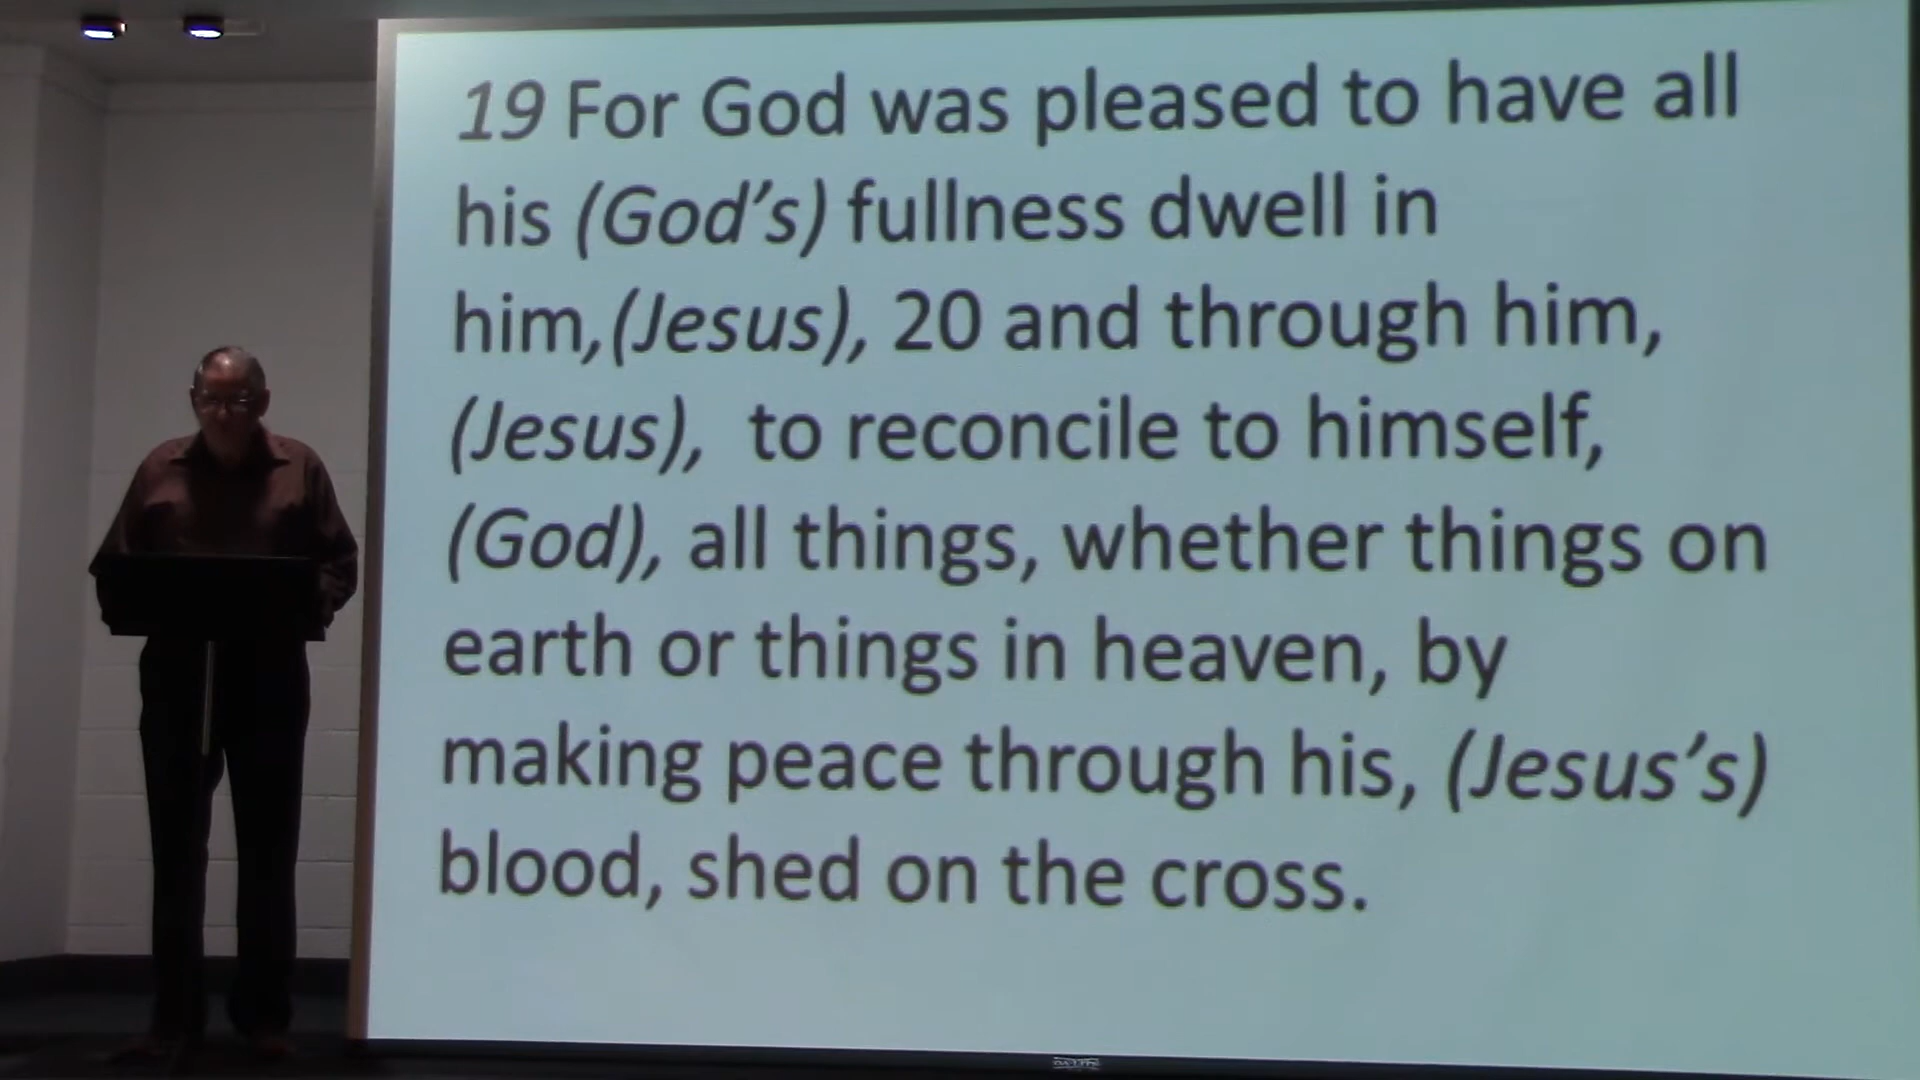 19 For God was pleased to have all
his (God's) fullness dwell in
him,(Jesus), 20 and through him,
(Jesus), to reconcile to himself,
(God), all things, whether things on
earth or things in heaven, by
making peace through his, (Jesus's)
blood, shed on the cross.